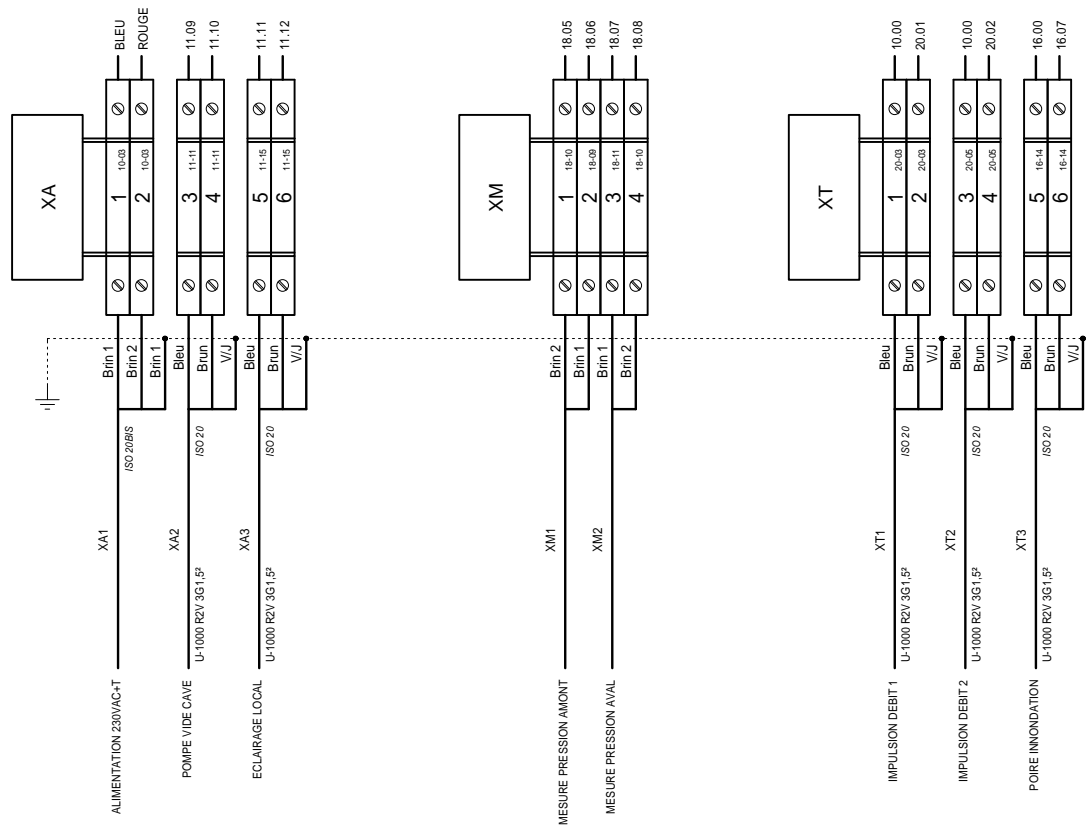 BLEU
ROUGE
11.09
11.10
11.11
11.12
XA
1 10-03
2 10-03
3 11-11
4 11-11
5 11-15
6 11-15
Brin 1
Brin 2
Brin 1
Bleu
Brun
V/J
Bleu
Brun
V/J
ISO 20BIS
ISO 20
ISO 20
XA1
XA2
XA3
U-1000 R2V 3G1,5²
U-1000 R2V 3G1,5²
ALIMENTATION 230VAC+T
POMPE VIDE CAVE
ECLAIRAGE LOCAL
18.05
18.06
18.07
18.08
XM
1 18-10
2 18-09
3 18-11
4 18-10
Brin 2
Brin 1
Brin 1
Brin 2
XM1
XM2
MESURE PRESSION AMONT
MESURE PRESSION AVAL
10.00
20.01
10.00
20.02
16.00
16.07
XT
1 20-03
2 20-03
3 20-05
4 20-05
5 16-14
6 16-14
Bleu
Brun
V/J
Bleu
Brun
V/J
Bleu
Brun
V/J
ISO 20
ISO 20
ISO 20
XT1
XT2
XT3
U-1000 R2V 3G1,5²
U-1000 R2V 3G1,5²
U-1000 R2V 3G1,5²
IMPULSION DEBIT 1
IMPULSION DEBIT 2
POIRE INNONDATION